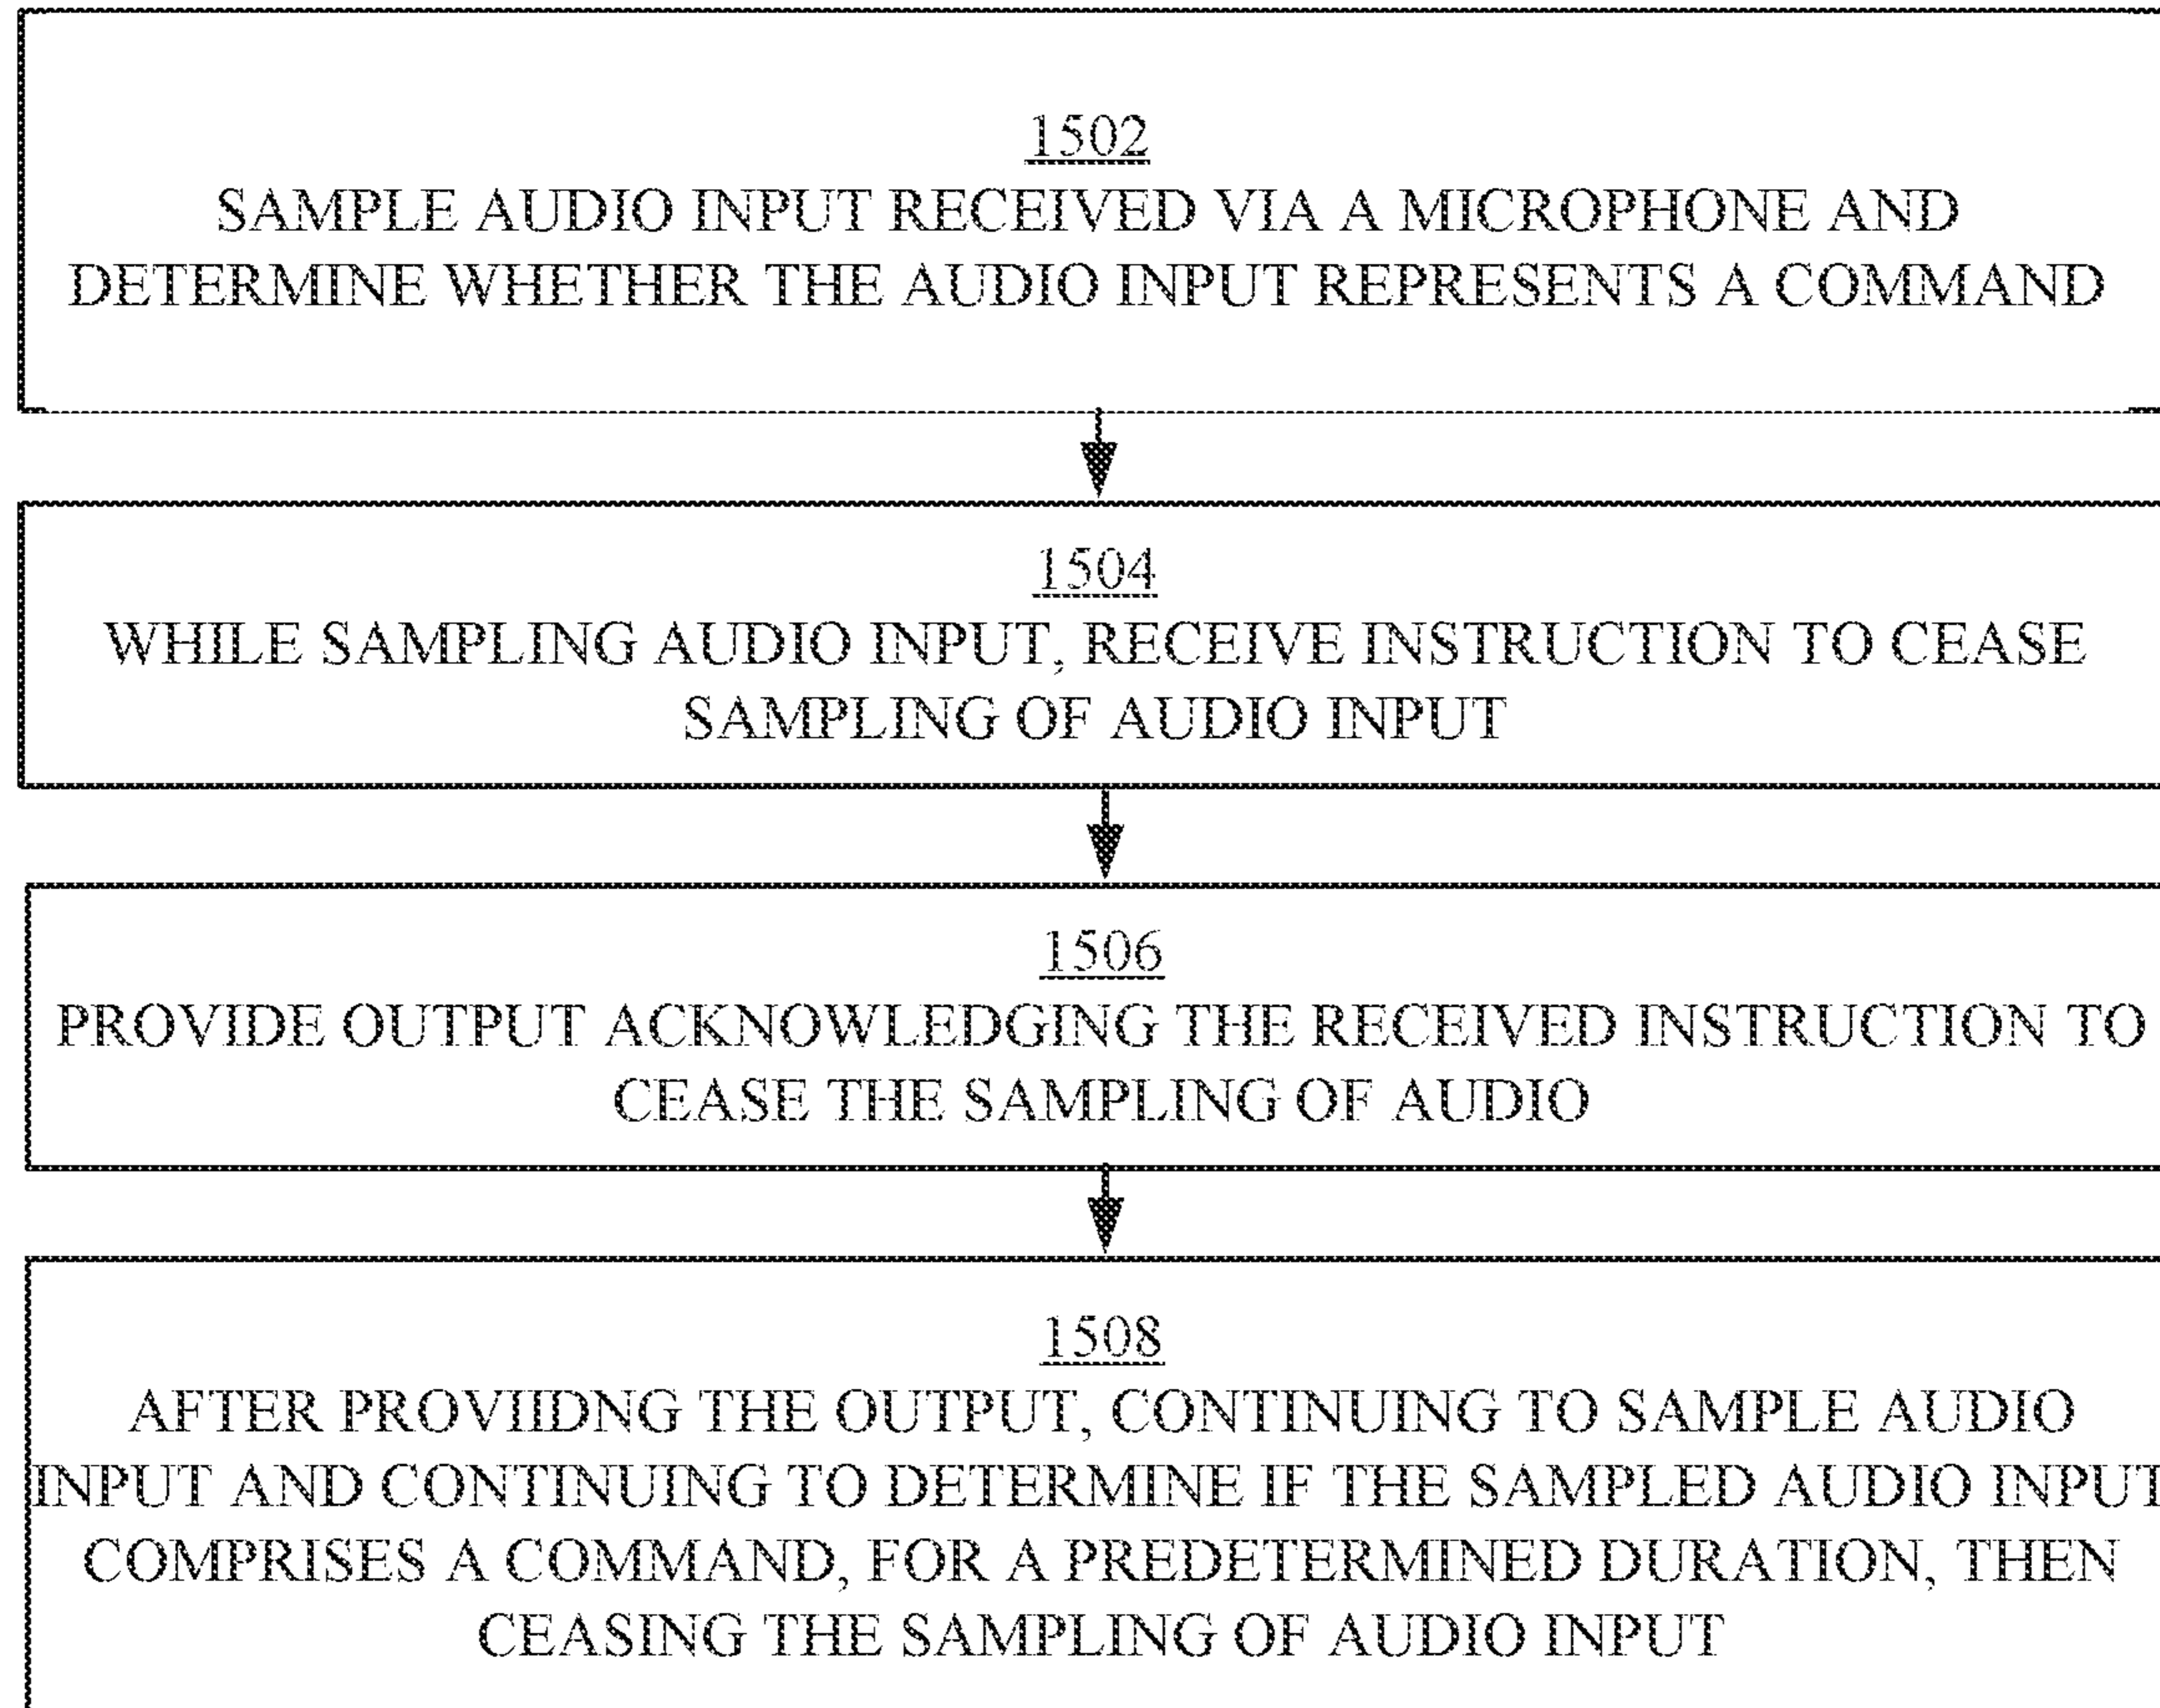 1502
SAMPLE AUDIO INPUT RECEIVED VIA A MICROPHONE AND
DETERMINE WHETHER THE AUDIO INPUT REPRESENTS A COMMAND
1504
WHILE SAMPLING AUDIO INPUT, RECEIVE INSTRUCTION TO CEASE
SAMPLING OF AUDIO INPUT
1506
PROVIDE OUTPUT ACKNOWLEDGING THE RECEIVED INSTRUCTION TO
CEASE THE SAMPLING OF AUDIO
1508
AFTER PROVIIDNG THE OUTPUT, CONTINUING TO SAMPLE AUDIO
INPUT AND CONTINUING TO DETERMINE IF THE SAMPLED AUDIO INPUT
COMPRISES A COMMAND, FOR A PREDETERMINED DURATION, THEN
CEASING THE SAMPLING OF AUDIO INPUT